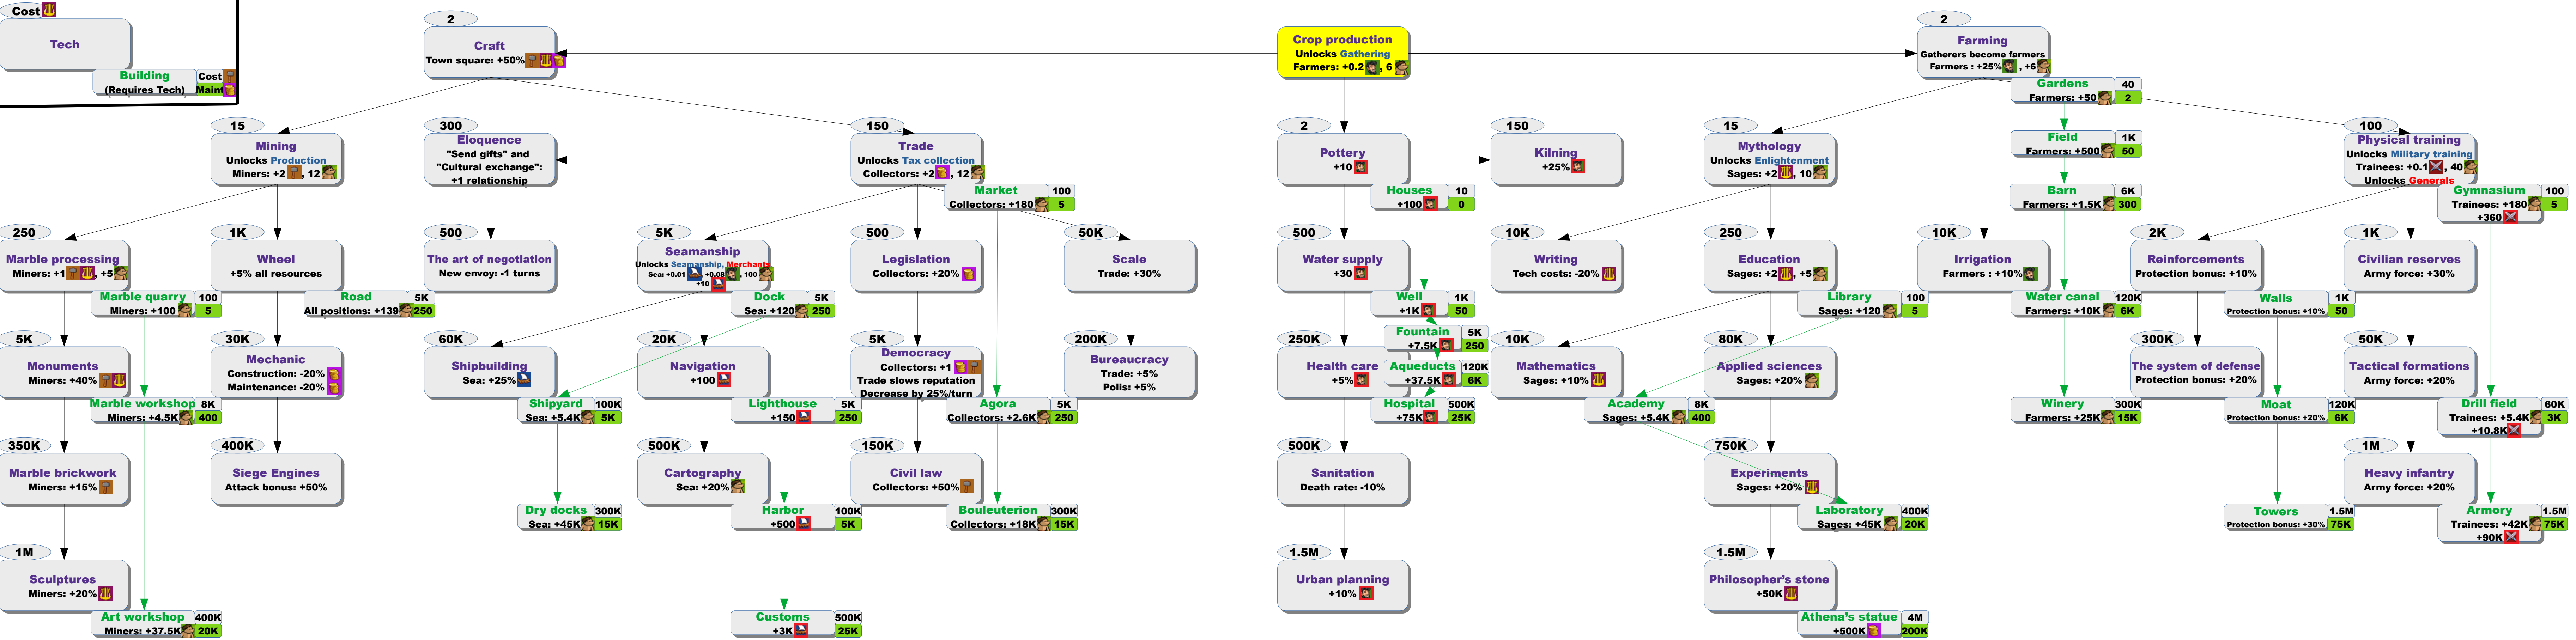 Cost
Tech
Building
(Requires Tech)
Cost
Maint
2
Craft
Town square: +50%
Crop production
Unlocks Gathering
Farmers: +0.2, 6
2
Farming
Gatherers become farmers
Farmers : +25% , +6
Gardens
40
Farmers: +50
2
15
Mining
Unlocks Production
Miners: +2, 12
300
Eloquence
"Send gifts" and
"Cultural exchange":
+1 relationship
150
Trade
Unlocks Tax collection
Collectors: +2, 12
Market
100
Collectors: +180
5
2
Pottery
+10
Houses
10
+100
0
150
Kilning
+25%
15
Mythology
Unlocks Enlightenment
Sages: +2, 10
Field
1K
Farmers: +500
50
Barn
6K
Farmers: +1.5K
300
100
Physical training
Unlocks Military training
Trainees: +0.1, 40
Unlocks Generals
Gymnasium
100
Trainees: +180
5
+360
250
Marble processing
Miners: +1, +5
Marble quarry
100
Miners: +100
5
1K
Wheel
+5% all resources
Road
5K
All positions: +139
250
500
The art of negotiation
New envoy: -1 turns
5K
Seamanship
Unlocks Seamanship, Merchants
Sea: +0.01, +0.08, 100
+10
Dock
5K
Sea: +120
250
500
Legislation
Collectors: +20%
50K
Scale
Trade: +30%
500
Water supply
+30
Well
1K
+1K
50
Fountain
5K
+7.5K
250
Aqueducts
120K
+37.5K
6K
Hospital
500K
+75K
25K
10K
Writing
Tech costs: -20%
250
Education
Sages: +2, +5
Library
100
Sages: +120
5
10K
Irrigation
Farmers : +10%
Water canal
120K
Farmers: +10K
6K
2K
Reinforcements
Protection bonus: +10%
Walls
1K
Protection bonus: +10%
50
1K
Civilian reserves
Army force: +30%
5K
Monuments
Miners: +40%
Marble workshop
8K
Miners: +4.5K
400
30K
Mechanic
Construction: -20%
Maintenance: -20%
60K
Shipbuilding
Sea: +25%
Shipyard
100K
Sea: +5.4K
5K
20K
Navigation
+100
Lighthouse
5K
+150
250
5K
Democracy
Collectors: +1
Trade slows reputation
Decrease by 25%/turn
Agora
5K
Collectors: +2.6K
250
200K
Bureaucracy
Trade: +5%
Polis: +5%
250K
Health care
+5%
10K
Mathematics
Sages: +10%
Academy
8K
Sages: +5.4K
400
80K
Applied sciences
Sages: +20%
Winery
300K
Farmers: +25K
15K
300K
The system of defense
Protection bonus: +20%
Moat
120K
Protection bonus: +20%
6K
50K
Tactical formations
Army force: +20%
Drill field
60K
Trainees: +5.4K
3K
+10.8K
350K
Marble brickwork
Miners: +15%
400K
Siege Engines
Attack bonus: +50%
Dry docks
300K
Sea: +45K
15K
500K
Cartography
Sea: +20%
Harbor
100K
+500
5K
150K
Civil law
Collectors: +50%
Bouleuterion
300K
Collectors: +18K
15K
500K
Sanitation
Death rate: -10%
750K
Experiments
Sages: +20%
Laboratory
400K
Sages: +45K
20K
Towers
1.5M
Protection bonus: +30%
75K
1M
Heavy infantry
Army force: +20%
Armory
1.5M
Trainees: +42K
75K
+90K
1M
Sculptures
Miners: +20%
Art workshop
400K
Miners: +37.5K
20K
Customs
500K
+3K
25K
1.5M
Urban planning
+10%
1.5M
Philosopher's stone
+50K
Athena's statue
4M
+500K
200K